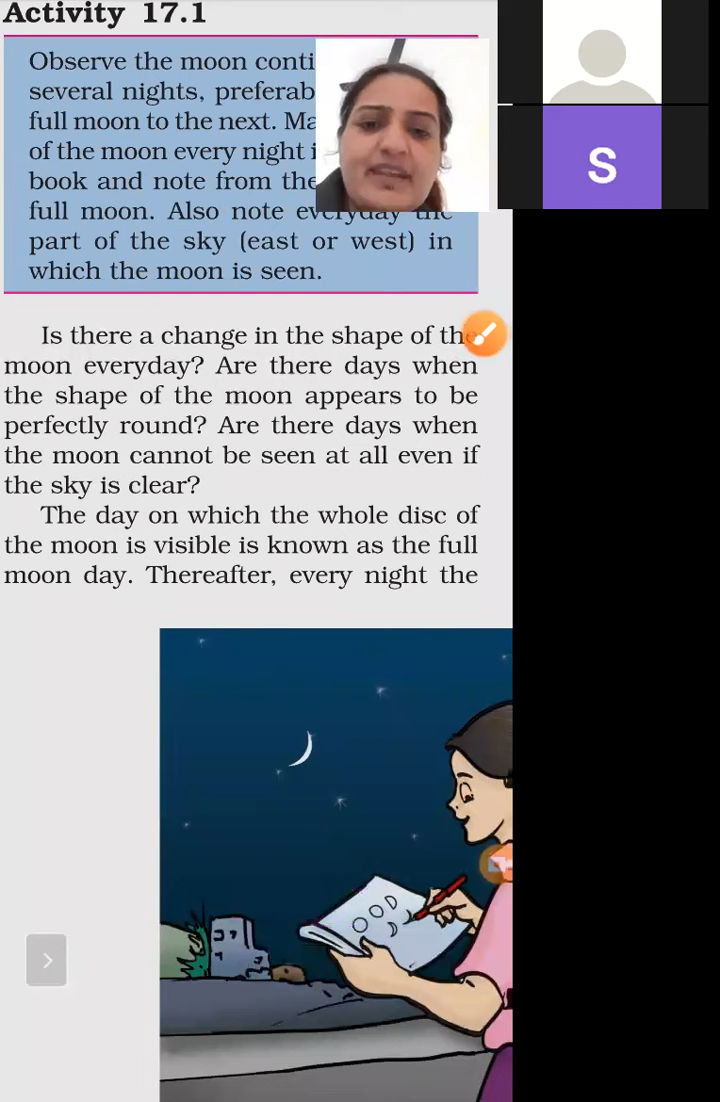 Activity 17.1
Observe the moon conti
several nights, preferab
full moon to the next. Ma
of the moon every night i
book and note from the
full moon. Also note everyday the
part of the sky (east or west) in
which the moon is seen.
Is there a change in the shape of the
moon everyday? Are there days when
the shape of the moon appears to be
perfectly round? Are there days when
the moon cannot be seen at all even if
the sky is clear?
The day on which the whole disc of
the moon is visible is known as the full
moon day. Thereafter, every night the
S